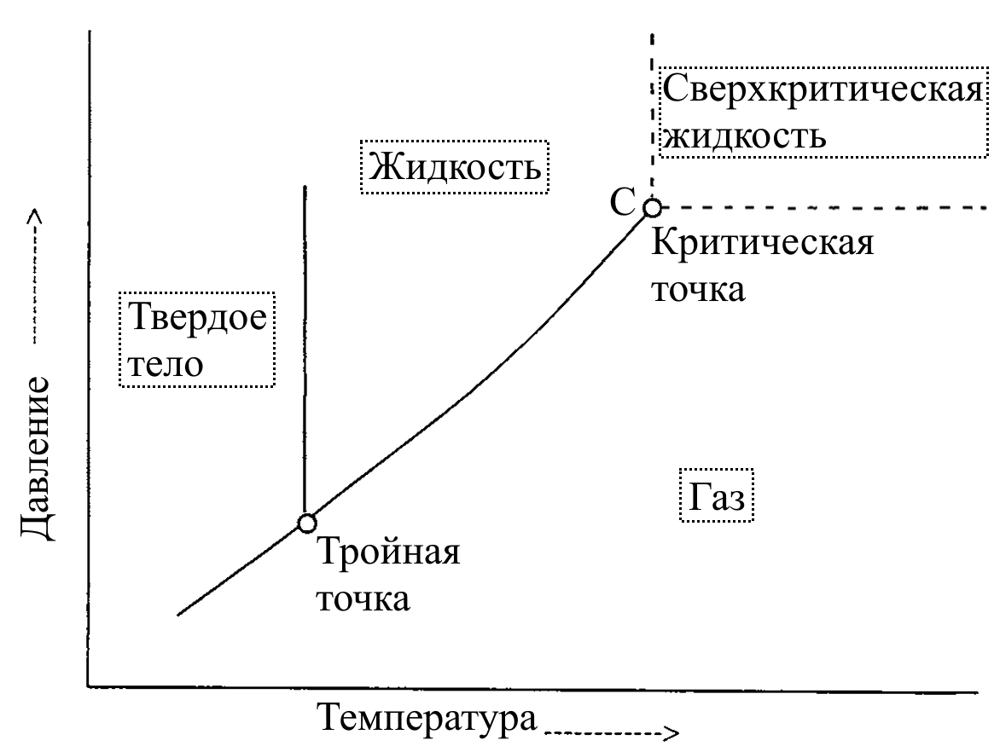 Сверхкритическая
жидкость
Жидкость
С
Критическая
точка
Твердое
тело
Давление
Газ
Тройная
точка
Температура